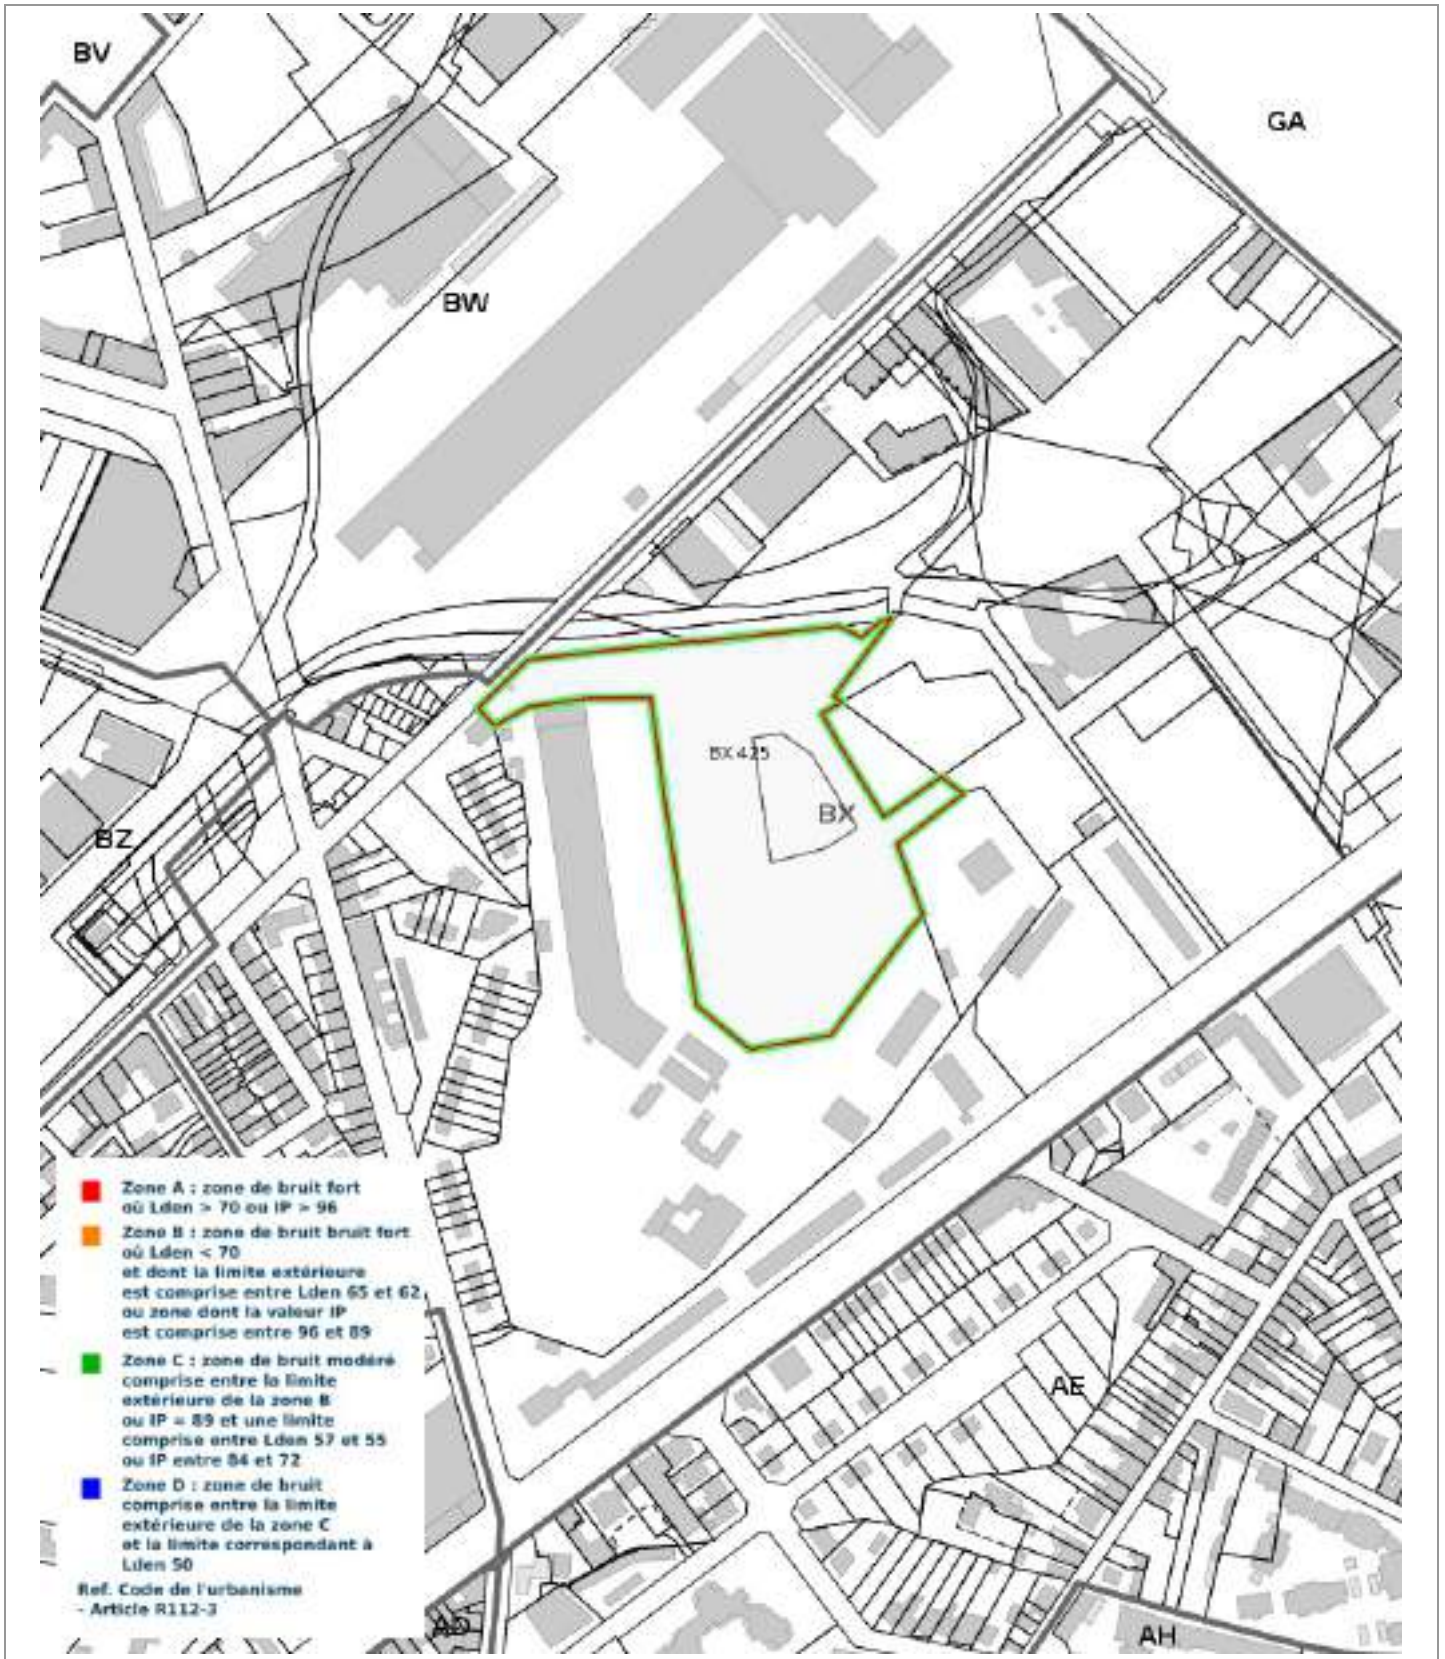 BV
GA
BW
BX 425
BX
BZ
Zone A : zone de bruit fort
où Lden > 70 ou IP > 96
Zone B : zone de bruit bruit fort
où Lden < 70
et dont la limite extérieure
est comprise entre Lden 65 et 62
ou zone dont la valeur IP
est comprise entre 96 et 89
Zone C : zone de bruit modéré
comprise entre la limite
extérieure de la zone B
ou IP = 89 et une limite
comprise entre Lden 57 et 55
ou IP entre 84 et 72
Zone D : zone de bruit
comprise entre la limite
extérieure de la zone C
et la limite correspondant à
Lden 50
Ref. Code de l'urbanisme
- Article R112-3
AE
AD
AH